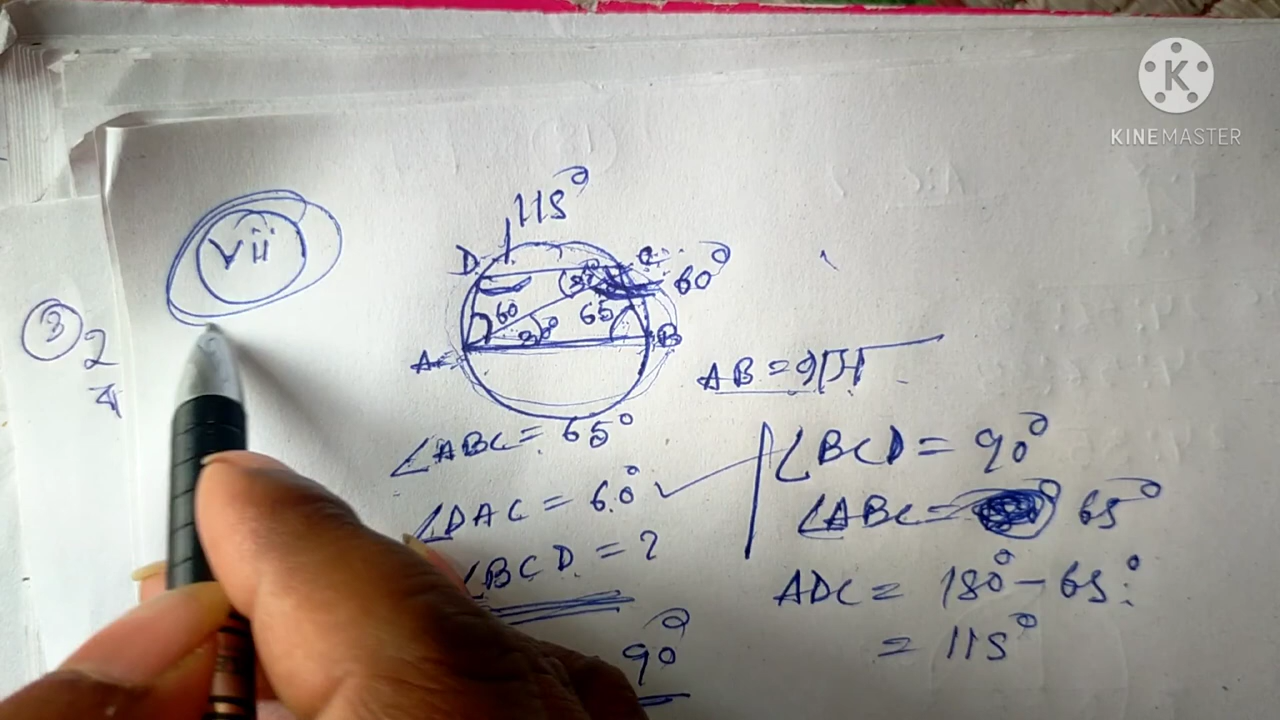 KINEMASTER
vii
3
2
115°
D
C
60°
60
65
30°
A
B
∠ABC = 65°
∠DAC = 60°
∠BCD = ?
90°
∠BCD = 90°
∠ABC = 65°
ADC = 180° - 65°
= 115°